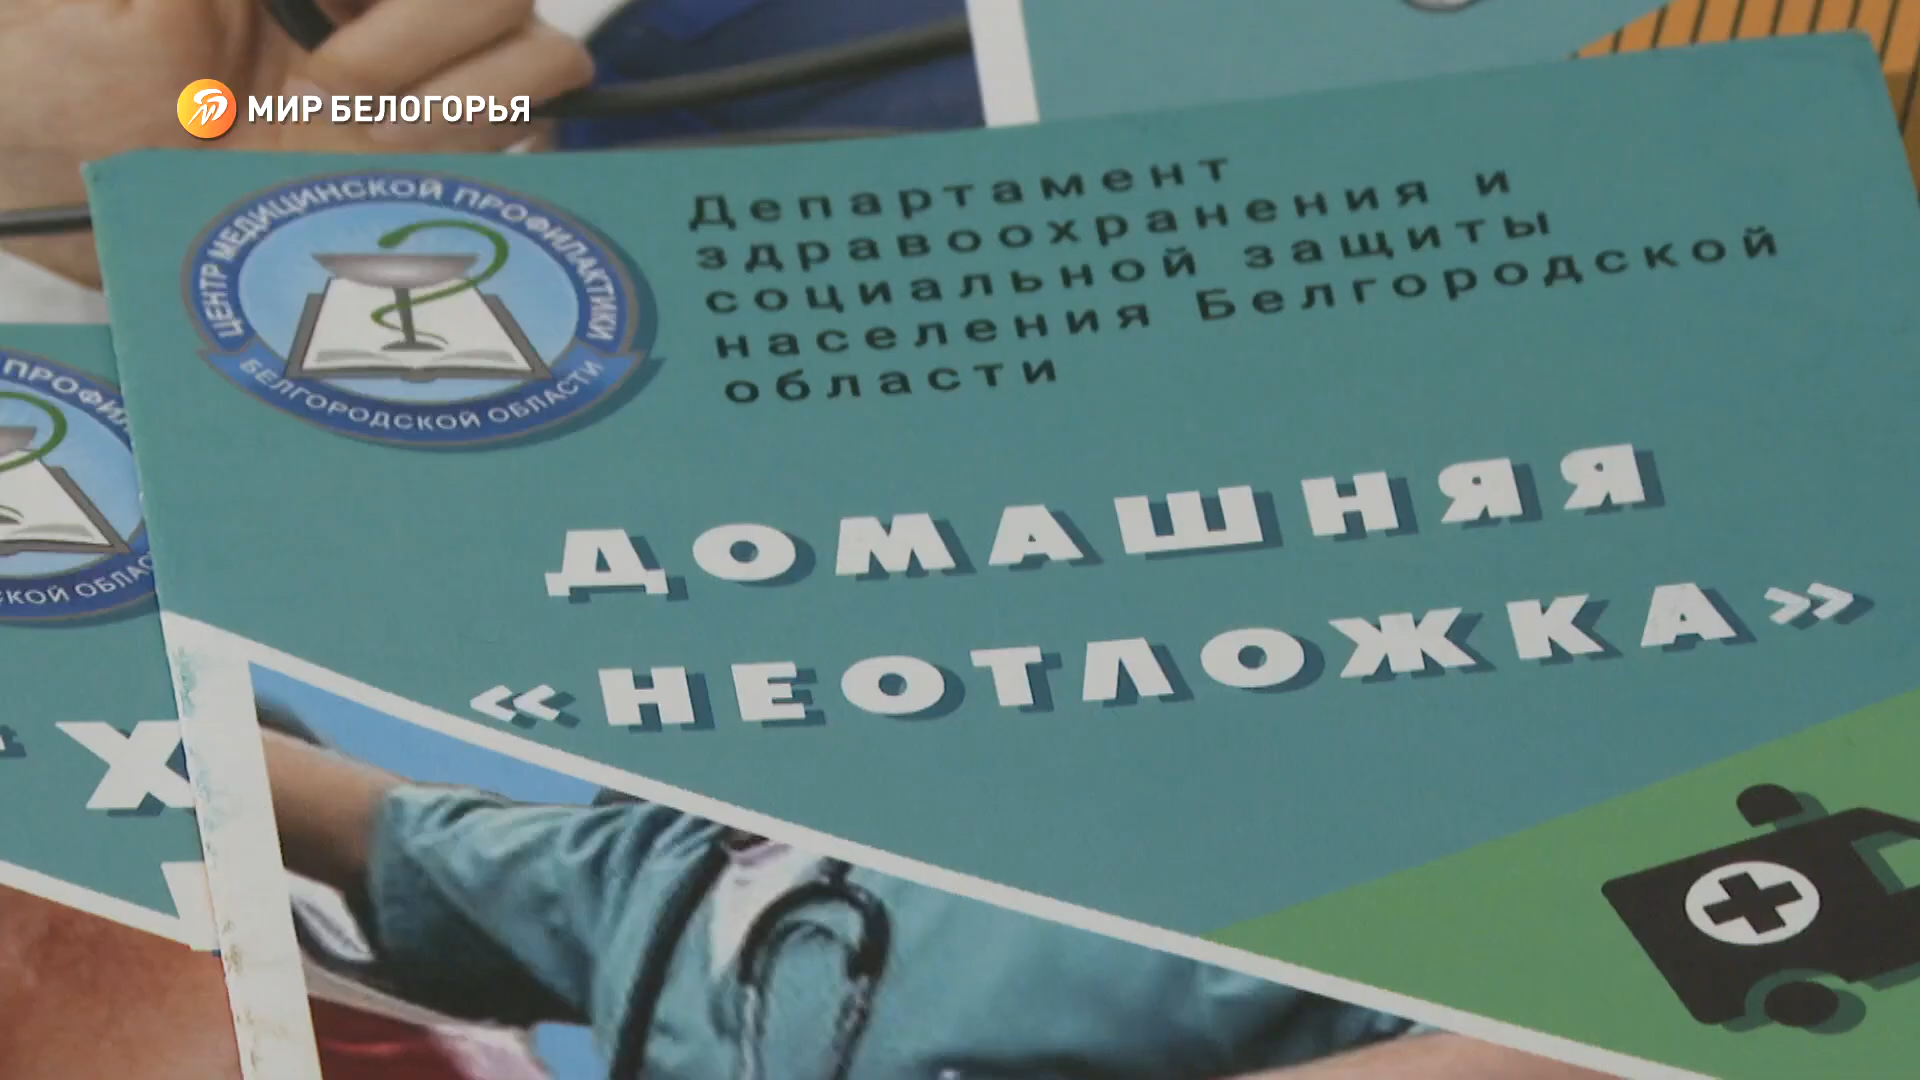 МИР БЕЛОГОРЬЯ
ЦЕНТР МЕДИЦИНСКОЙ ПРОФИЛАКТИКИ
БЕЛГОРОДСКОЙ ОБЛАСТИ
Департамент
здравоохранения и
социальной защиты
населения Белгородской
области
ДОМАШНЯЯ
«НЕОТЛОЖКА»